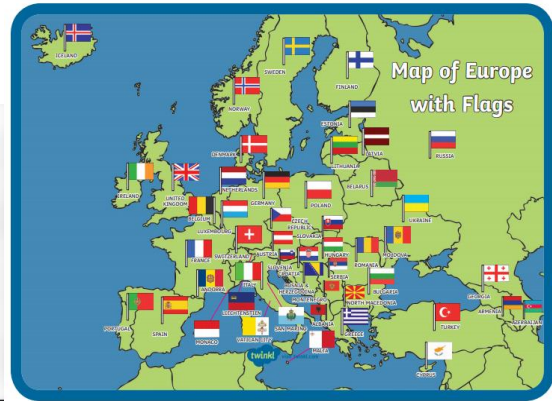 Map of Europe
with Flags
ICELAND
SWEDEN
FINLAND
NORWAY
ESTONIA
LATVIA
DENMARK
LITHUANIA
RUSSIA
IRELAND
UNITED
KINGDOM
NETHERLANDS
BELARUS
BELGIUM
GERMANY
POLAND
UKRAINE
LUXEMBOURG
CZECH
REPUBLIC
SLOVAKIA
FRANCE
SWITZERLAND
AUSTRIA
HUNGARY
MOLDOVA
SLOVENIA
CROATIA
ROMANIA
ANDORRA
ITALY
BOSNIA &
HERZEGOVINA
SERBIA
MONTENEGRO
BULGARIA
LIECHTENSTEIN
NORTH MACEDONIA
GEORGIA
PORTUGAL
SPAIN
MONACO
VATICAN CITY
SAN MARINO
ALBANIA
GREECE
TURKEY
ARMENIA
AZERBAIJAN
twinkl
MALTA
CYPRUS